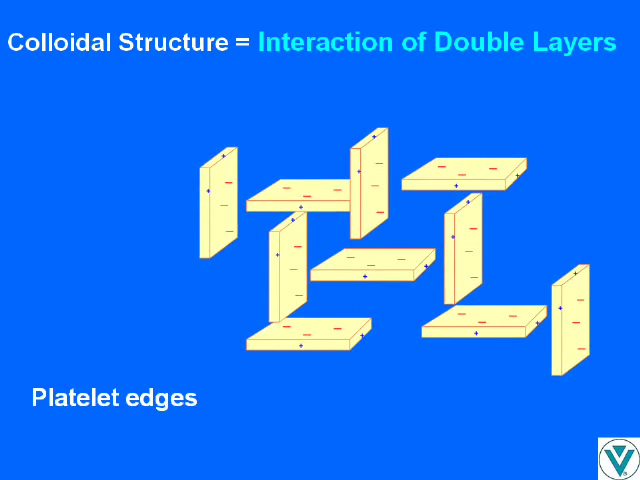 Colloidal Structure = Interaction of Double Layers
Platelet edges